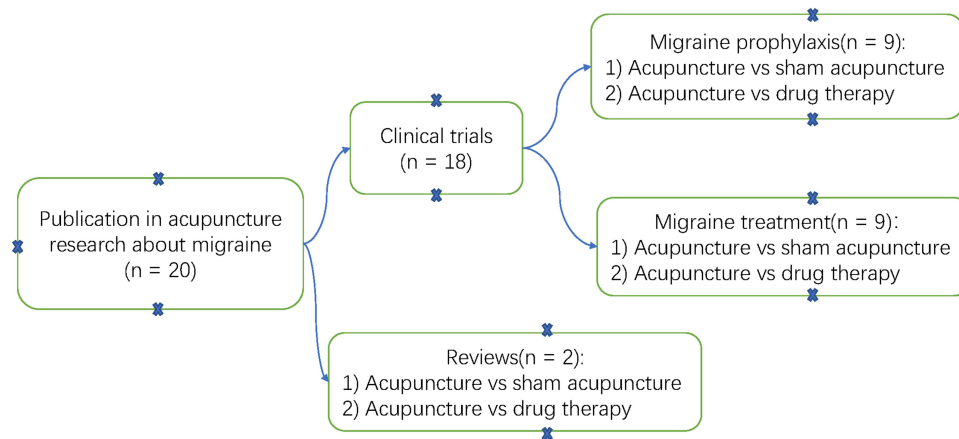 Publication in acupuncture
research about migraine
(n = 20)
Clinical trials
(n = 18)
Migraine prophylaxis(n = 9):
1) Acupuncture vs sham acupuncture
2) Acupuncture vs drug therapy
Migraine treatment(n = 9):
1) Acupuncture vs sham acupuncture
2) Acupuncture vs drug therapy
Reviews(n = 2):
1) Acupuncture vs sham acupuncture
2) Acupuncture vs drug therapy